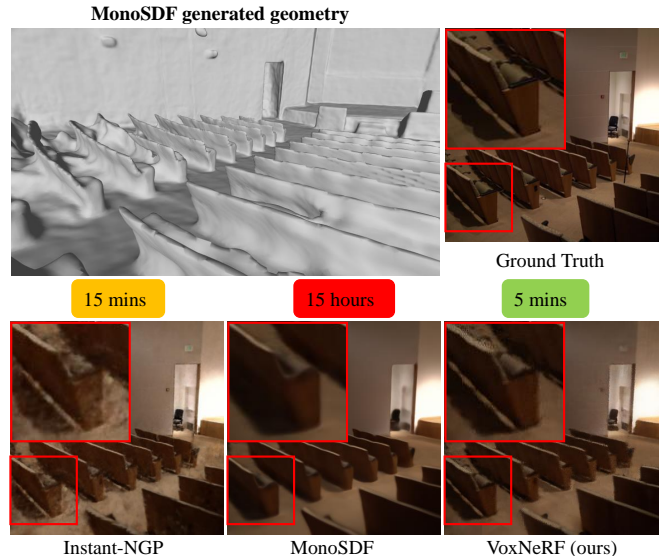 MonoSDF generated geometry
Ground Truth
15 mins
15 hours
5 mins
Instant-NGP
MonoSDF
VoxNeRF (ours)